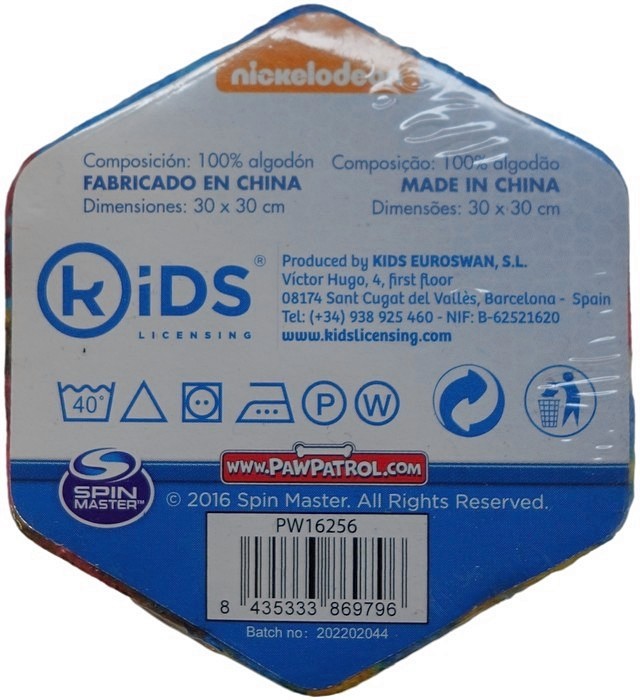 nickelodeon
Composición: 100% algodón
FABRICADO EN CHINA
Dimensiones: 30 x 30 cm
Composição: 100% algodão
MADE IN CHINA
Dimensões: 30 x 30 cm
kiDS®
LICENSING
Produced by KIDS EUROSWAN, S.L.
Víctor Hugo, 4, first floor
08174 Sant Cugat del Vallès, Barcelona - Spain
Tel: (+34) 938 925 460 - NIF: B-62521620
www.kidslicensing.com
40°
P
W
www.PAWPATROL.COM
SPIN
MASTER™
© 2016 Spin Master. All Rights Reserved.
PW16256
8 435333 869796
Batch no: 202202044